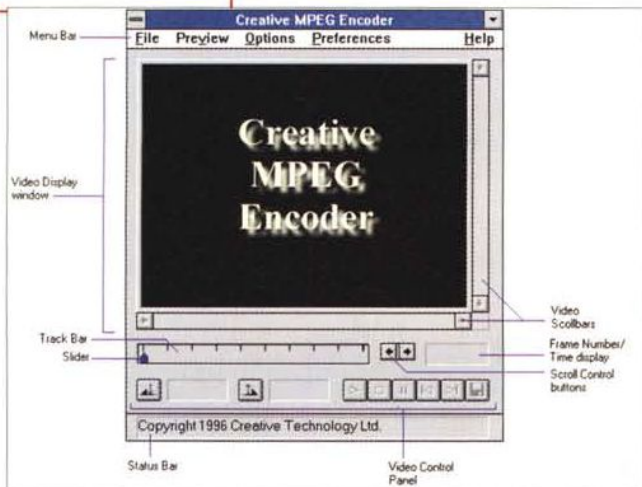 Creative MPEG Encoder
Menu Bar
File Preview Options Preferences Help
Creative
MPEG
Encoder
Video Display
window
Video
Scollbars
Track Bar
Slider
Frame Number/
Time display
Scroll Control
buttons
Copyright 1996 Creative Technology Ltd.
Status Bar
Video Control
Panel